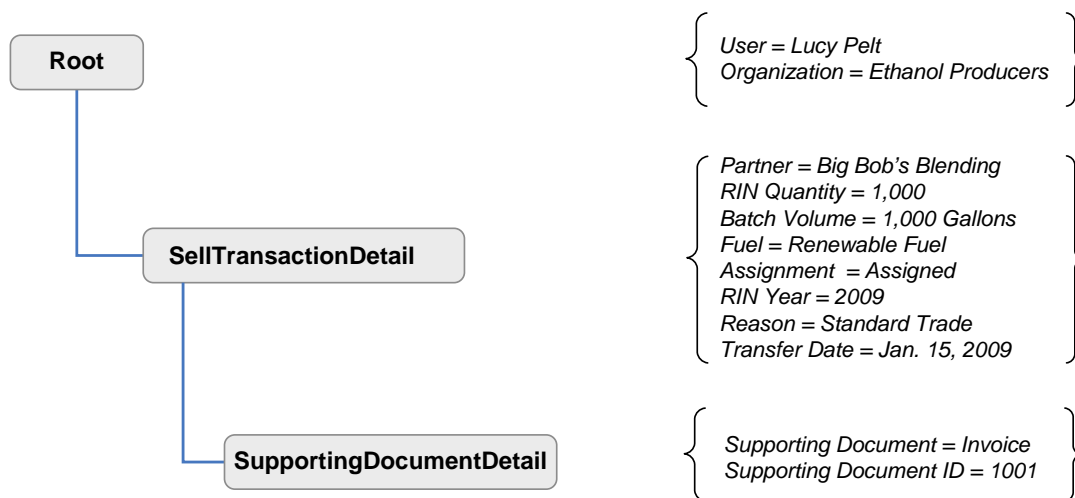 Root
User = Lucy Pelt
Organization = Ethanol Producers
SellTransactionDetail
Partner = Big Bob’s Blending
RIN Quantity = 1,000
Batch Volume = 1,000 Gallons
Fuel = Renewable Fuel
Assignment = Assigned
RIN Year = 2009
Reason = Standard Trade
Transfer Date = Jan. 15, 2009
SupportingDocumentDetail
Supporting Document = Invoice
Supporting Document ID = 1001